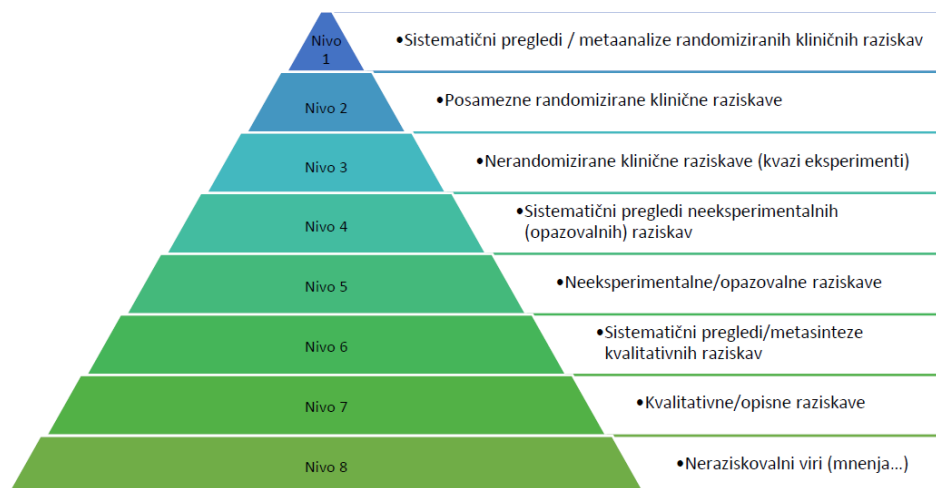 Nivo
1
•Sistematični pregledi / metaanalize randomiziranih kliničnih raziskav
Nivo 2
•Posamezne randomizirane klinične raziskave
Nivo 3
•Nerandomizirane klinične raziskave (kvazi eksperimenti)
Nivo 4
•Sistematični pregledi neeksperimentalnih
(opazovalnih) raziskav
Nivo 5
•Neeksperimentalne/opazovalne raziskave
Nivo 6
•Sistematični pregledi/metasinteze
kvalitativnih raziskav
Nivo 7
•Kvalitativne/opisne raziskave
Nivo 8
•Neraziskovalni viri (mnenja...)